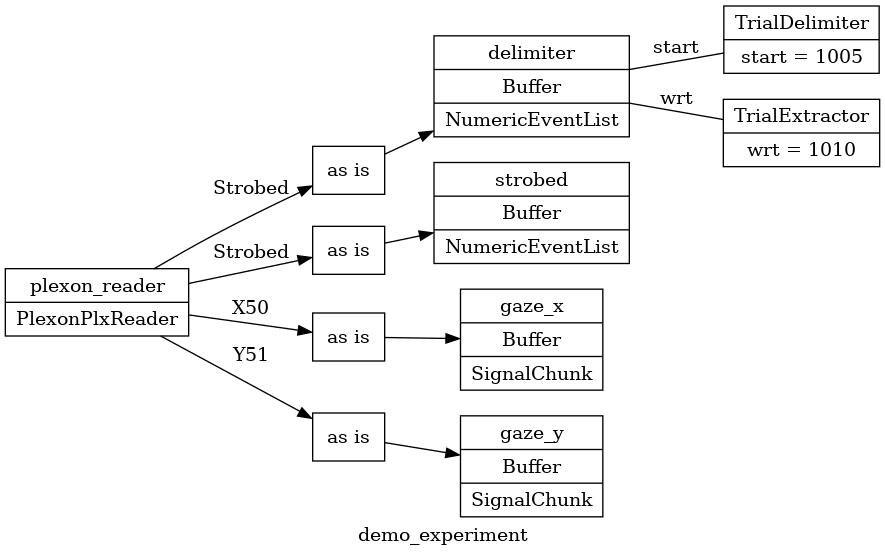 plexon_reader
PlexonPlxReader
Strobed
Strobed
X50
Y51
as is
as is
as is
as is
delimiter
Buffer
NumericEventList
strobed
Buffer
NumericEventList
gaze_x
Buffer
SignalChunk
gaze_y
Buffer
SignalChunk
start
wrt
TrialDelimiter
start = 1005
TrialExtractor
wrt = 1010
demo_experiment